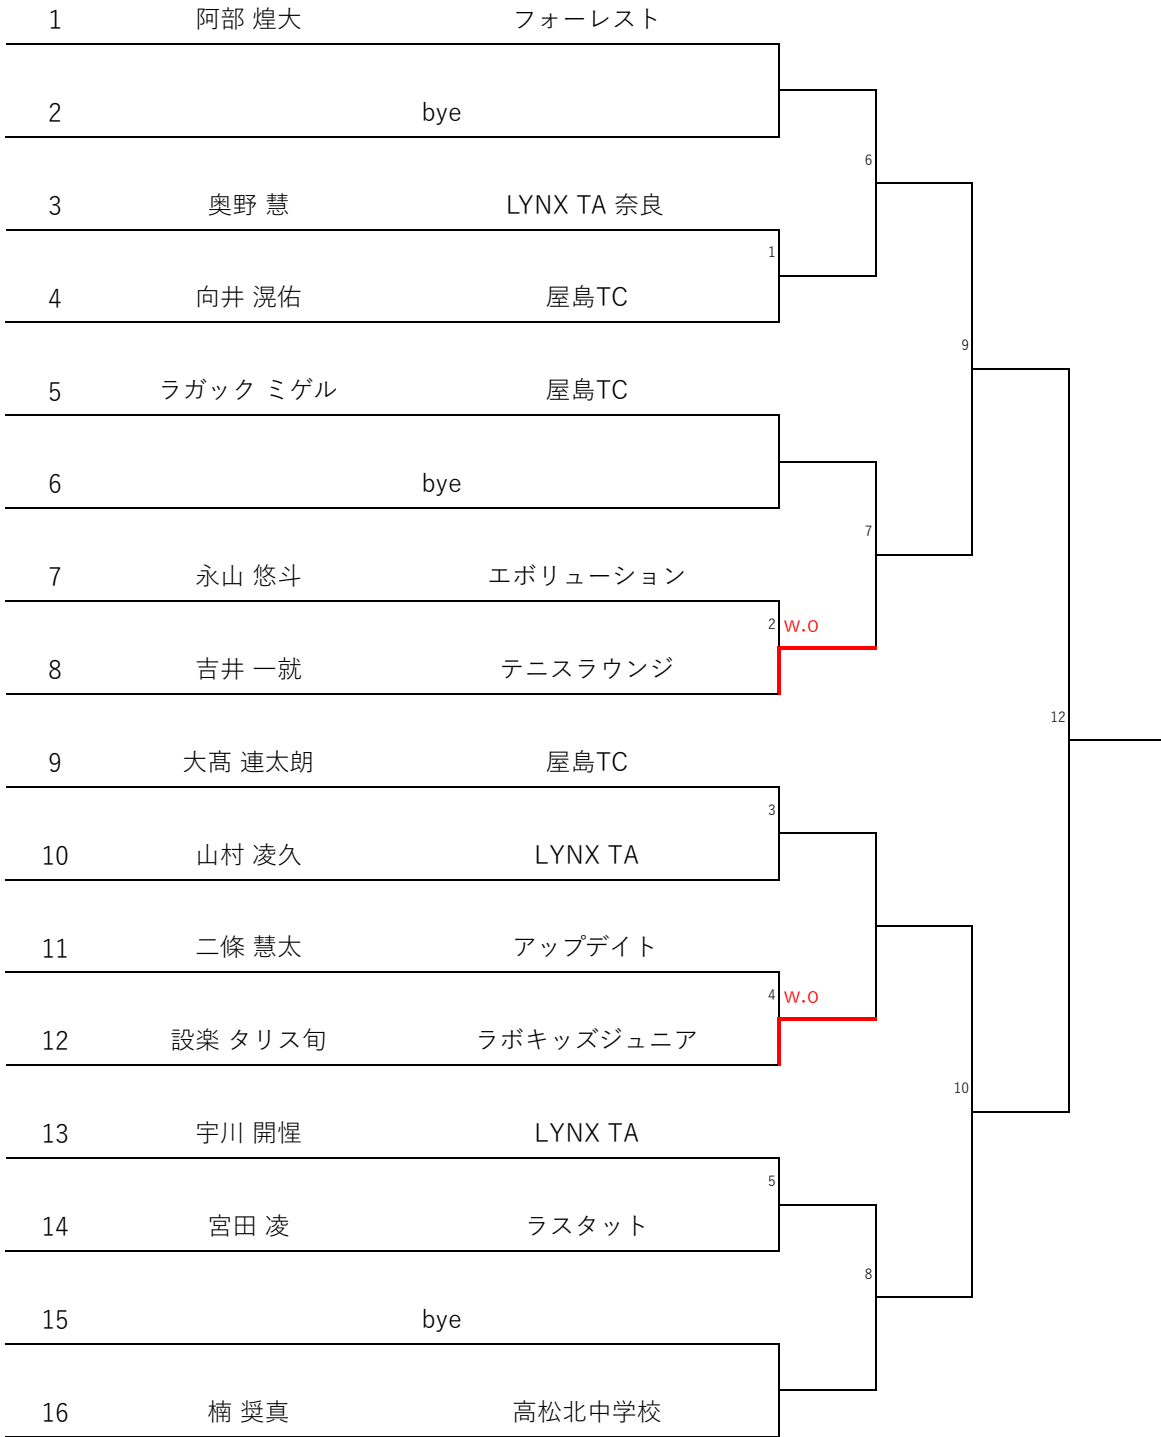 1 阿部 煌大 フォーレスト
2 bye
6
3 奥野 慧 LYNX TA 奈良
1
4 向井 滉佑 屋島TC
9
5 ラガック ミゲル 屋島TC
6 bye
7
7 永山 悠斗 エボリューション
2 w.o
8 吉井 一就 テニスラウンジ
12
9 大髙 連太朗 屋島TC
3
10 山村 凌久 LYNX TA
11 二條 慧太 アップデイト
4 w.o
12 設楽 タリス旬 ラボキッズジュニア
10
13 宇川 開惺 LYNX TA
5
14 宮田 凌 ラスタット
8
15 bye
16 楠 奨真 高松北中学校